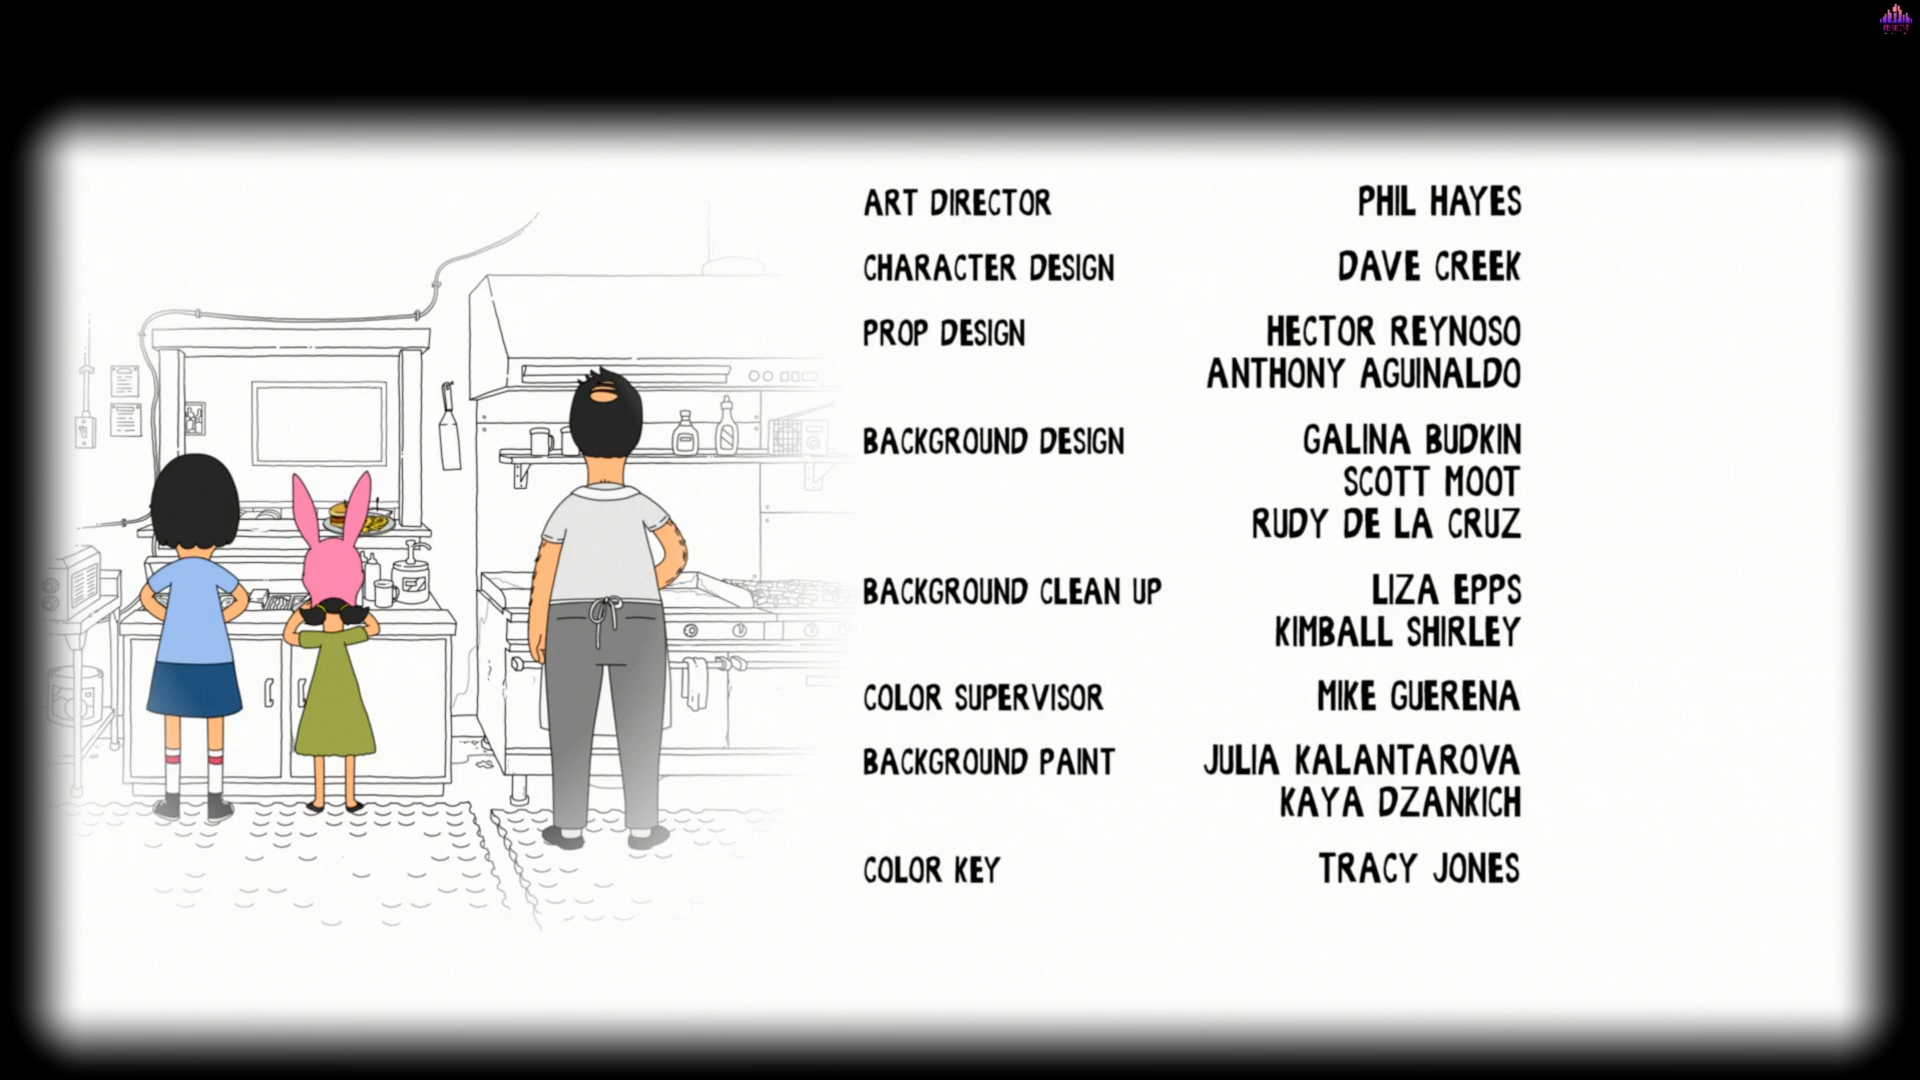 ART DIRECTOR PHIL HAYES
CHARACTER DESIGN DAVE CREEK
PROP DESIGN HECTOR REYNOSO
ANTHONY AGUINALDO
BACKGROUND DESIGN GALINA BUDKIN
SCOTT MOOT
RUDY DE LA CRUZ
BACKGROUND CLEAN UP LIZA EPPS
KIMBALL SHIRLEY
COLOR SUPERVISOR MIKE GUERENA
BACKGROUND PAINT JULIA KALANTAROVA
KAYA DZANKICH
COLOR KEY TRACY JONES